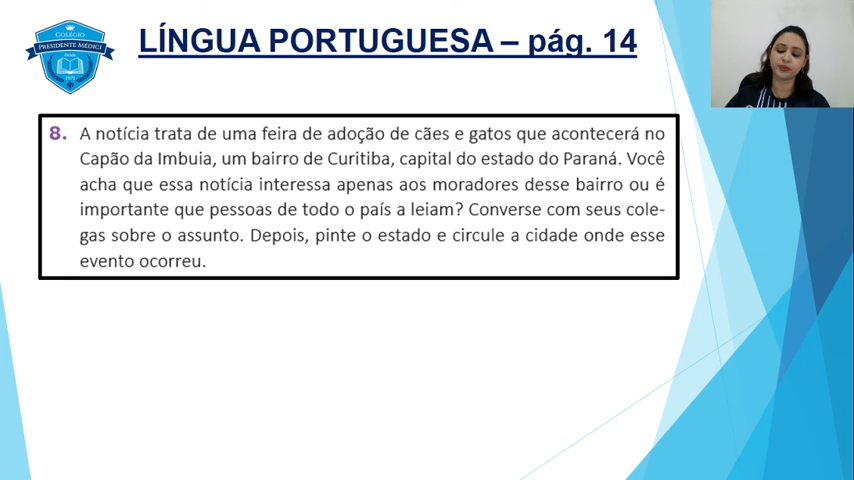 COLÉGIO
PRESIDENTE MÉDICI
Desde
1972
LÍNGUA PORTUGUESA – pág. 14
8. A notícia trata de uma feira de adoção de cães e gatos que acontecerá no
Capão da Imbuia, um bairro de Curitiba, capital do estado do Paraná. Você
acha que essa notícia interessa apenas aos moradores desse bairro ou é
importante que pessoas de todo o país a leiam? Converse com seus cole-
gas sobre o assunto. Depois, pinte o estado e circule a cidade onde esse
evento ocorreu.